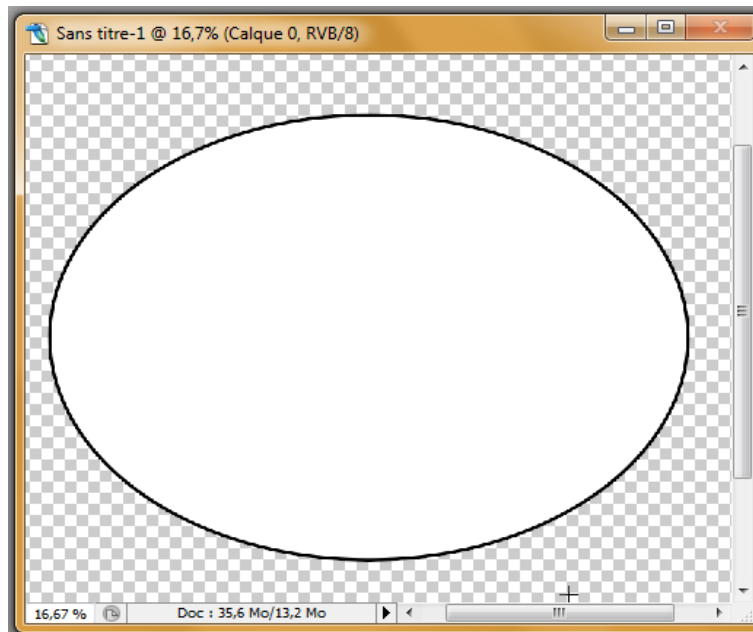 Sans titre-1 @ 16,7% (Calque 0, RVB/8)
16,67 % Doc : 35,6 Mo/13,2 Mo